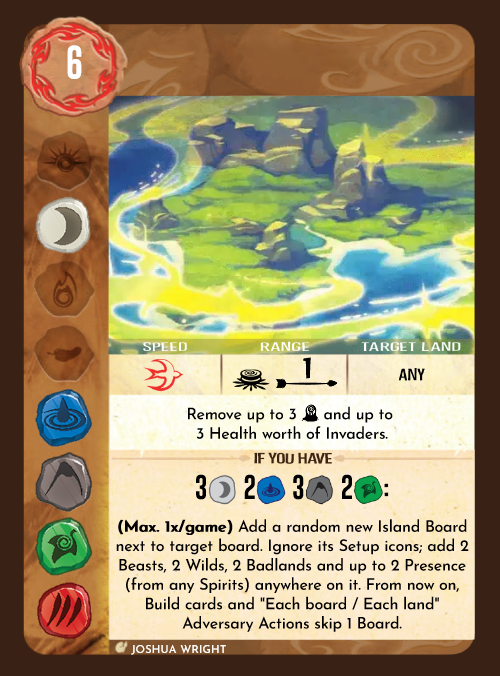 6
SPEED RANGE TARGET LAND
1 ANY
Remove up to 3 and up to
3 Health worth of Invaders.
IF YOU HAVE
3 2 3 2 :
(Max. 1x/game) Add a random new Island Board
next to target board. Ignore its Setup icons; add 2
Beasts, 2 Wilds, 2 Badlands and up to 2 Presence
(from any Spirits) anywhere on it. From now on,
Build cards and "Each board / Each land"
Adversary Actions skip 1 Board.
JOSHUA WRIGHT